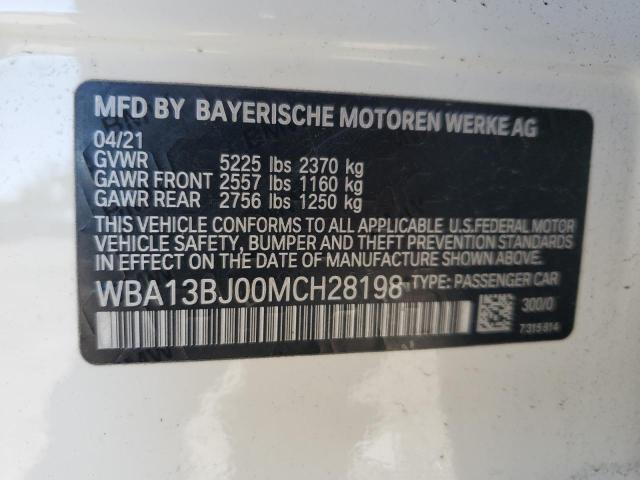 MFD BY BAYERISCHE MOTOREN WERKE AG
04/21
GVWR 5225 lbs 2370 kg
GAWR FRONT 2557 lbs 1160 kg
GAWR REAR 2756 lbs 1250 kg
THIS VEHICLE CONFORMS TO ALL APPLICABLE U.S.FEDERAL MOTOR
VEHICLE SAFETY, BUMPER AND THEFT PREVENTION STANDARDS
IN EFFECT ON THE DATE OF MANUFACTURE SHOWN ABOVE.
WBA13BJ00MCH28198 TYPE: PASSENGER CAR
300/0
7315814